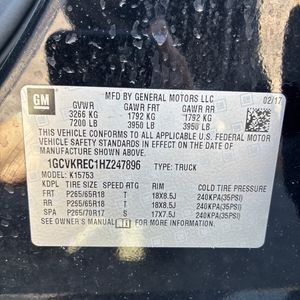 GM
MFD BY GENERAL MOTORS LLC
02/17
GVWR GAWR FRT GAWR RR
3266 KG 1792 KG 1792 KG
7200 LB 3950 LB 3950 LB
THIS VEHICLE CONFORMS TO ALL APPLICABLE U.S. FEDERAL MOTOR
VEHICLE SAFETY STANDARDS IN EFFECT ON THE DATE OF
MANUFACTURE SHOWN ABOVE.
1GCVKREC1HZ247896 TYPE: TRUCK
MODEL: K15753
KDPL TIRE SIZE SPEED RTG RIM COLD TIRE PRESSURE
FRT P265/65R18 T 18X8.5J 240KPA(35PSI)
RR P265/65R18 T 18X8.5J 240KPA(35PSI)
SPA P265/70R17 S 17X7.5J 240KPA(35PSI)
SEE OWNER'S MANUAL FOR MORE INFORMATION.